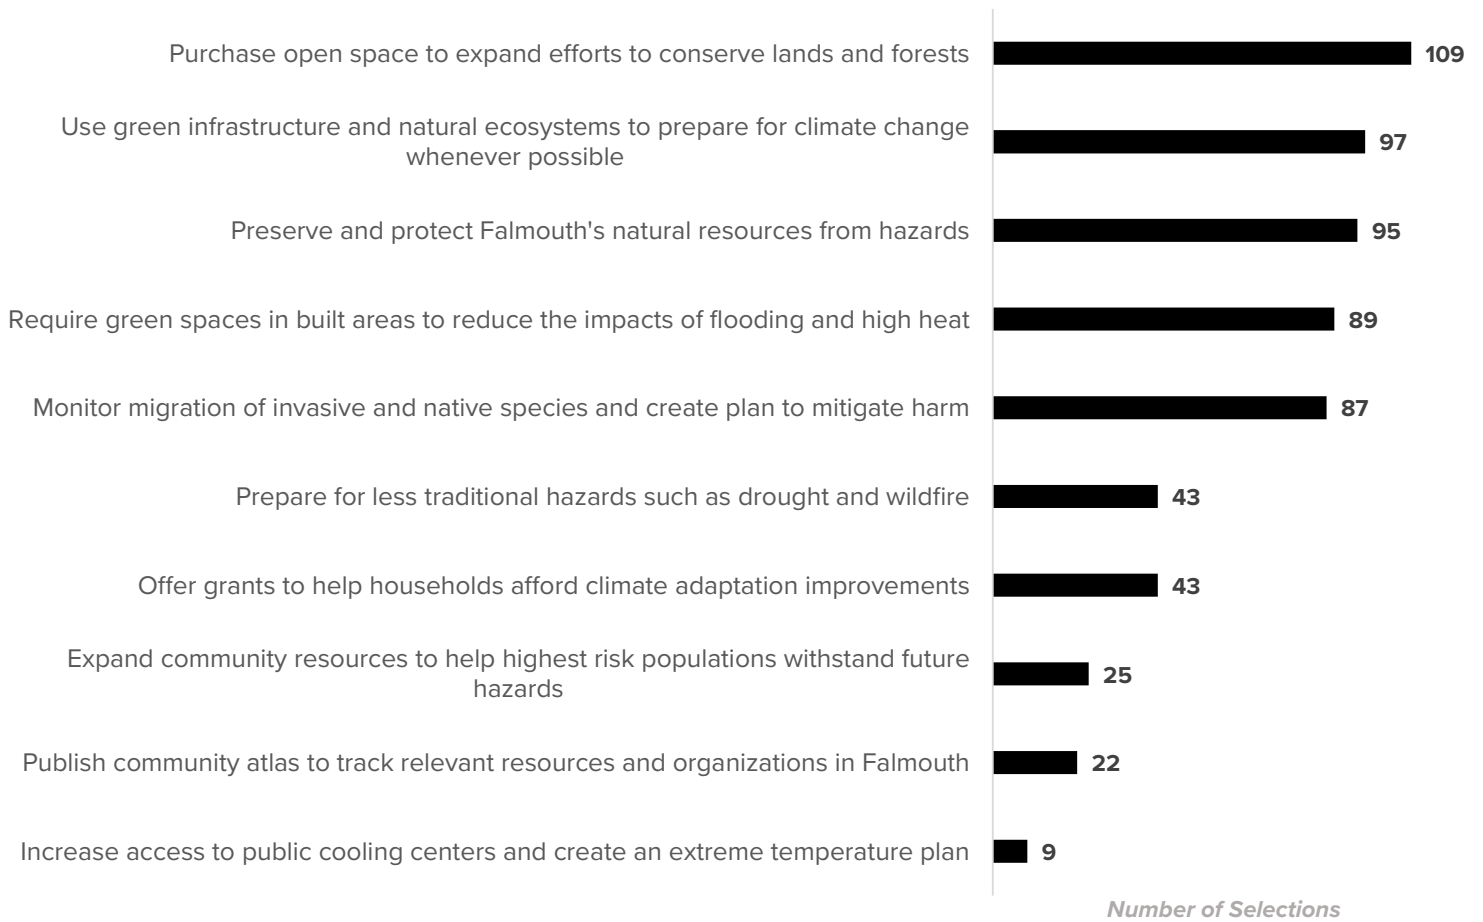 Purchase open space to expand efforts to conserve lands and forests 109
Use green infrastructure and natural ecosystems to prepare for climate change
whenever possible 97
Preserve and protect Falmouth's natural resources from hazards 95
Require green spaces in built areas to reduce the impacts of flooding and high heat 89
Monitor migration of invasive and native species and create plan to mitigate harm 87
Prepare for less traditional hazards such as drought and wildfire 43
Offer grants to help households afford climate adaptation improvements 43
Expand community resources to help highest risk populations withstand future
hazards 25
Publish community atlas to track relevant resources and organizations in Falmouth 22
Increase access to public cooling centers and create an extreme temperature plan 9
Number of Selections